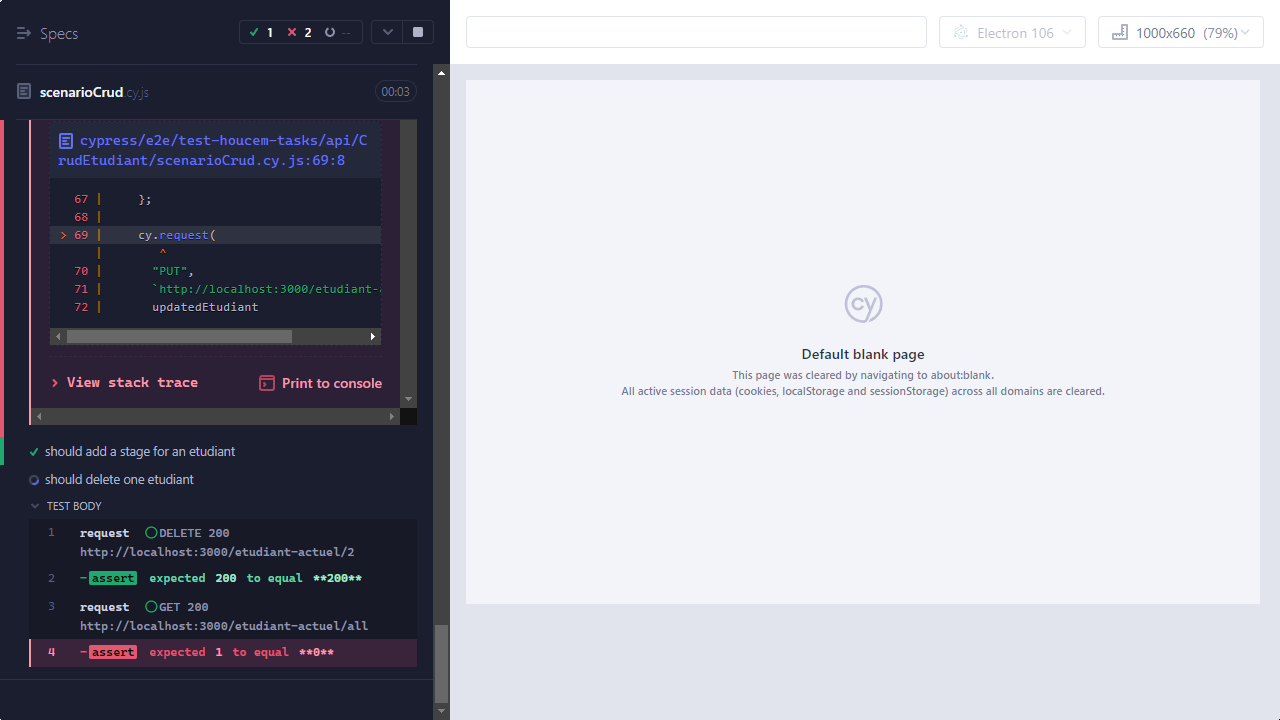 Specs
1 2 --
Electron 106
1000x660 (79%)
scenarioCrud.cy.js
00:03
cypress/e2e/test-houcem-tasks/api/C
rudEtudiant/scenarioCrud.cy.js:69:8
67 | };
68 |
> 69 | cy.request(
| ^
70 | "PUT",
71 | `http://localhost:3000/etudiant-
72 | updatedEtudiant
> View stack trace
Print to console
should add a stage for an etudiant
should delete one etudiant
TEST BODY
1 request DELETE 200
http://localhost:3000/etudiant-actuel/2
2 -assert expected 200 to equal **200**
3 request GET 200
http://localhost:3000/etudiant-actuel/all
4 -assert expected 1 to equal **0**
cy
Default blank page
This page was cleared by navigating to about:blank.
All active session data (cookies, localStorage and sessionStorage) across all domains are cleared.